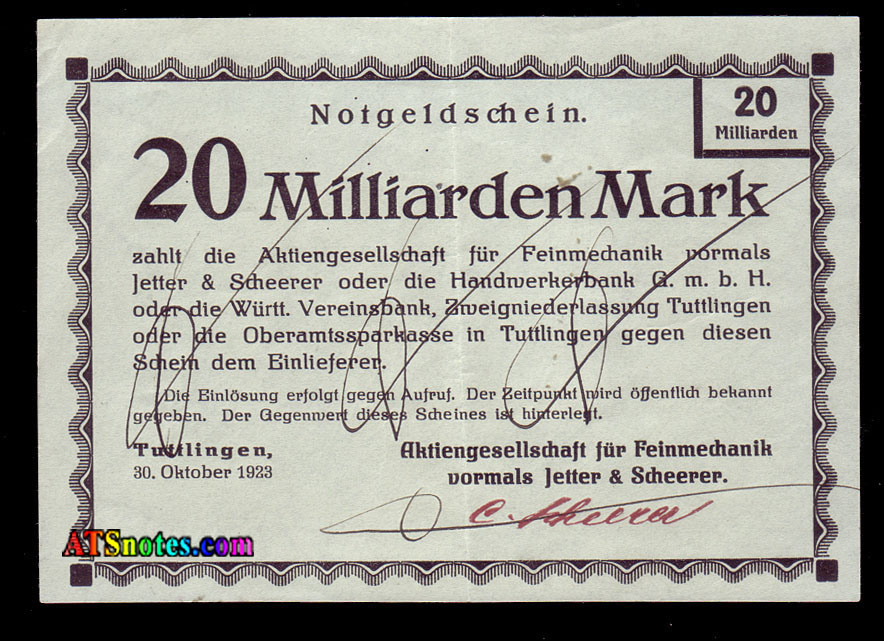 Notgeldschein.
20
Milliarden
20 Milliarden Mark
zahlt die Aktiengesellschaft für Feinmechanik vormals
Jetter & Scheerer oder die Handwerkerbank G. m. b. H.
oder die Württ. Vereinsbank, Zweigniederlassung Tuttlingen
oder die Oberamtssparkasse in Tuttlingen gegen diesen
Schein dem Einlieferer.
Die Einlösung erfolgt gegen Aufruf. Der Zeitpunkt wird öffentlich bekannt
gegeben. Der Gegenwert dieses Scheines ist hinterlegt.
Tuttlingen,
30. Oktober 1923
Aktiengesellschaft für Feinmechanik
vormals Jetter & Scheerer.
C. Scheerer
ATSnotes.com